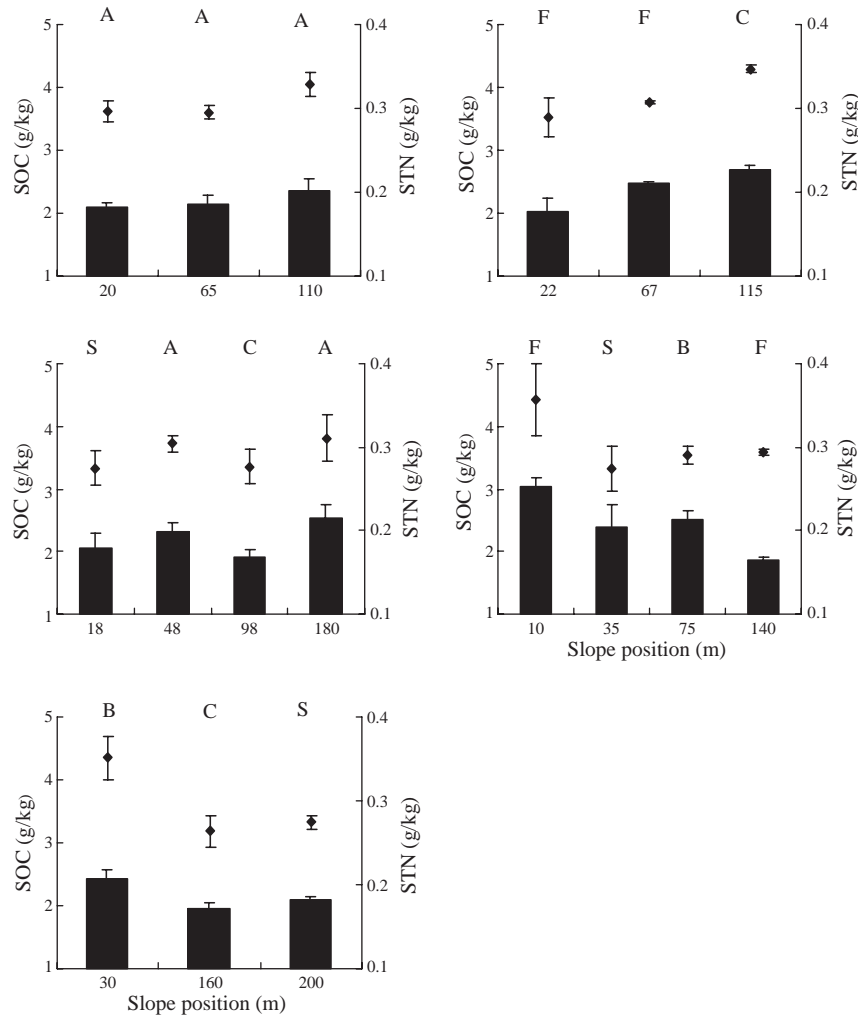 A A A
5 0.4
4
0.3
3
0.2
2
1 0.1
SOC (g/kg)
STN (g/kg)
20 65 110
F F C
5 0.4
4
0.3
3
0.2
2
1 0.1
SOC (g/kg)
STN (g/kg)
22 67 115
S A C A
5 0.4
4
0.3
3
0.2
2
1 0.1
SOC (g/kg)
STN (g/kg)
18 48 98 180
F S B F
5 0.4
4
0.3
3
0.2
2
1 0.1
SOC (g/kg)
STN (g/kg)
10 35 75 140
Slope position (m)
B C S
5 0.4
4
0.3
3
0.2
2
1 0.1
SOC (g/kg)
STN (g/kg)
30 160 200
Slope position (m)